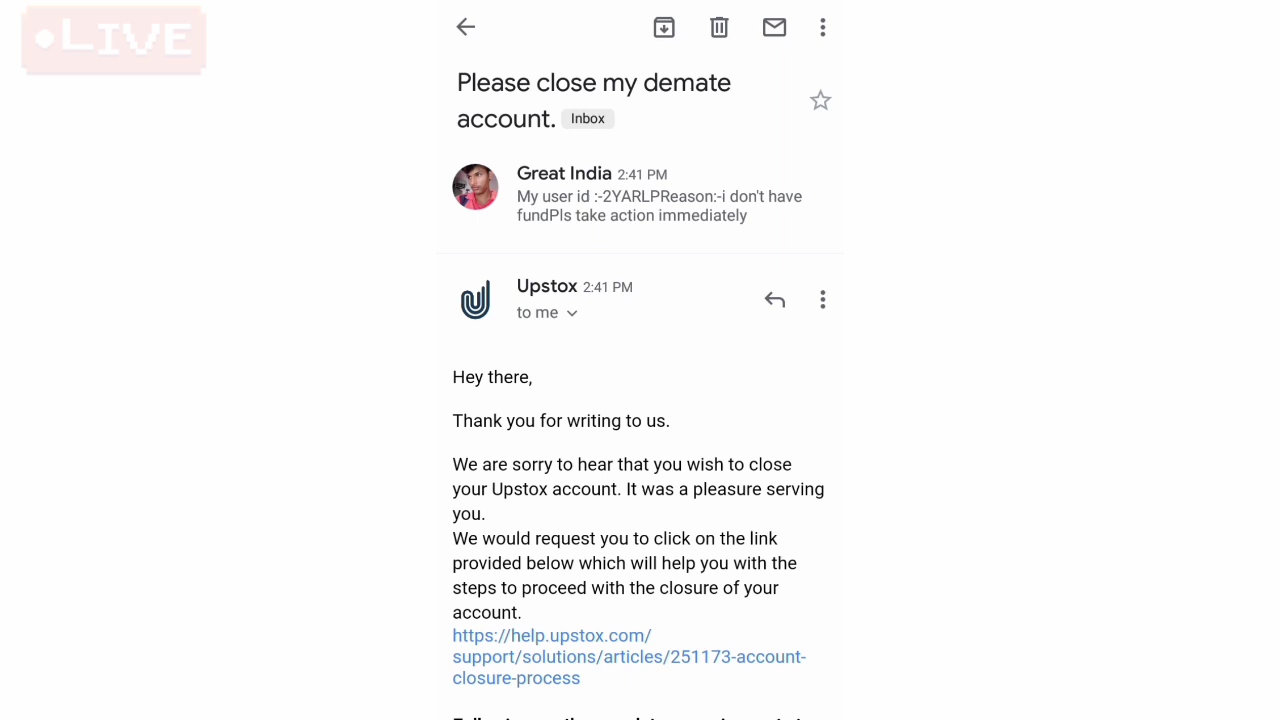 LIVE
Please close my demate
account. Inbox
Great India 2:41 PM
My user id :-2YARLPReason:-i don't have
fundPls take action immediately
Upstox 2:41 PM
to me
Hey there,
Thank you for writing to us.
We are sorry to hear that you wish to close
your Upstox account. It was a pleasure serving
you.
We would request you to click on the link
provided below which will help you with the
steps to proceed with the closure of your
account.
https://help.upstox.com/
support/solutions/articles/251173-account-
closure-process